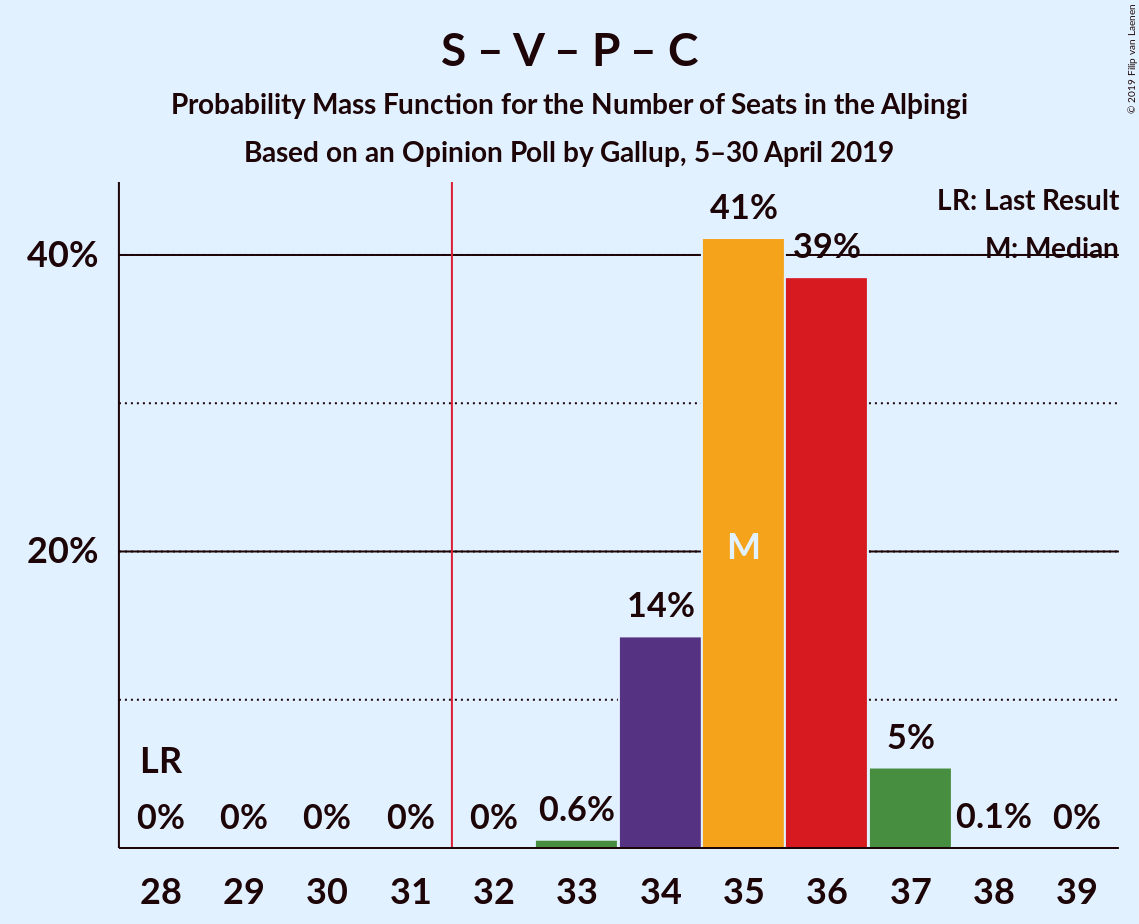 S – V – P – C
Probability Mass Function for the Number of Seats in the Alþingi
Based on an Opinion Poll by Gallup, 5–30 April 2019
© 2019 Filip van Laenen
LR: Last Result
M: Median
40%
20%
LR
0%
0%
0%
0%
0%
0.6%
14%
41%
M
39%
5%
0.1%
0%
28 29 30 31 32 33 34 35 36 37 38 39